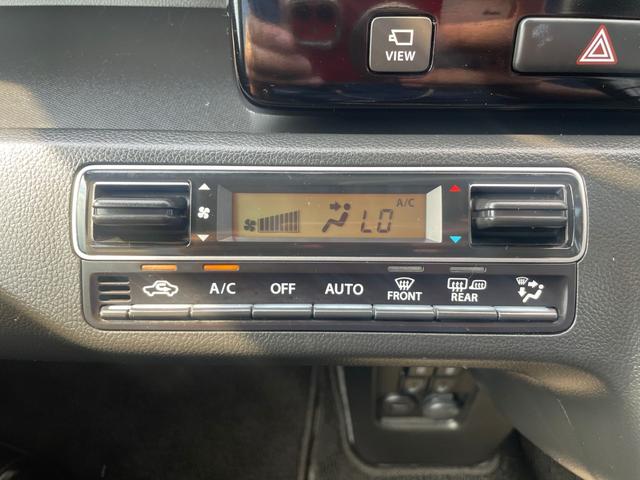 VIEW
A/C
LO
A/C OFF AUTO FRONT REAR